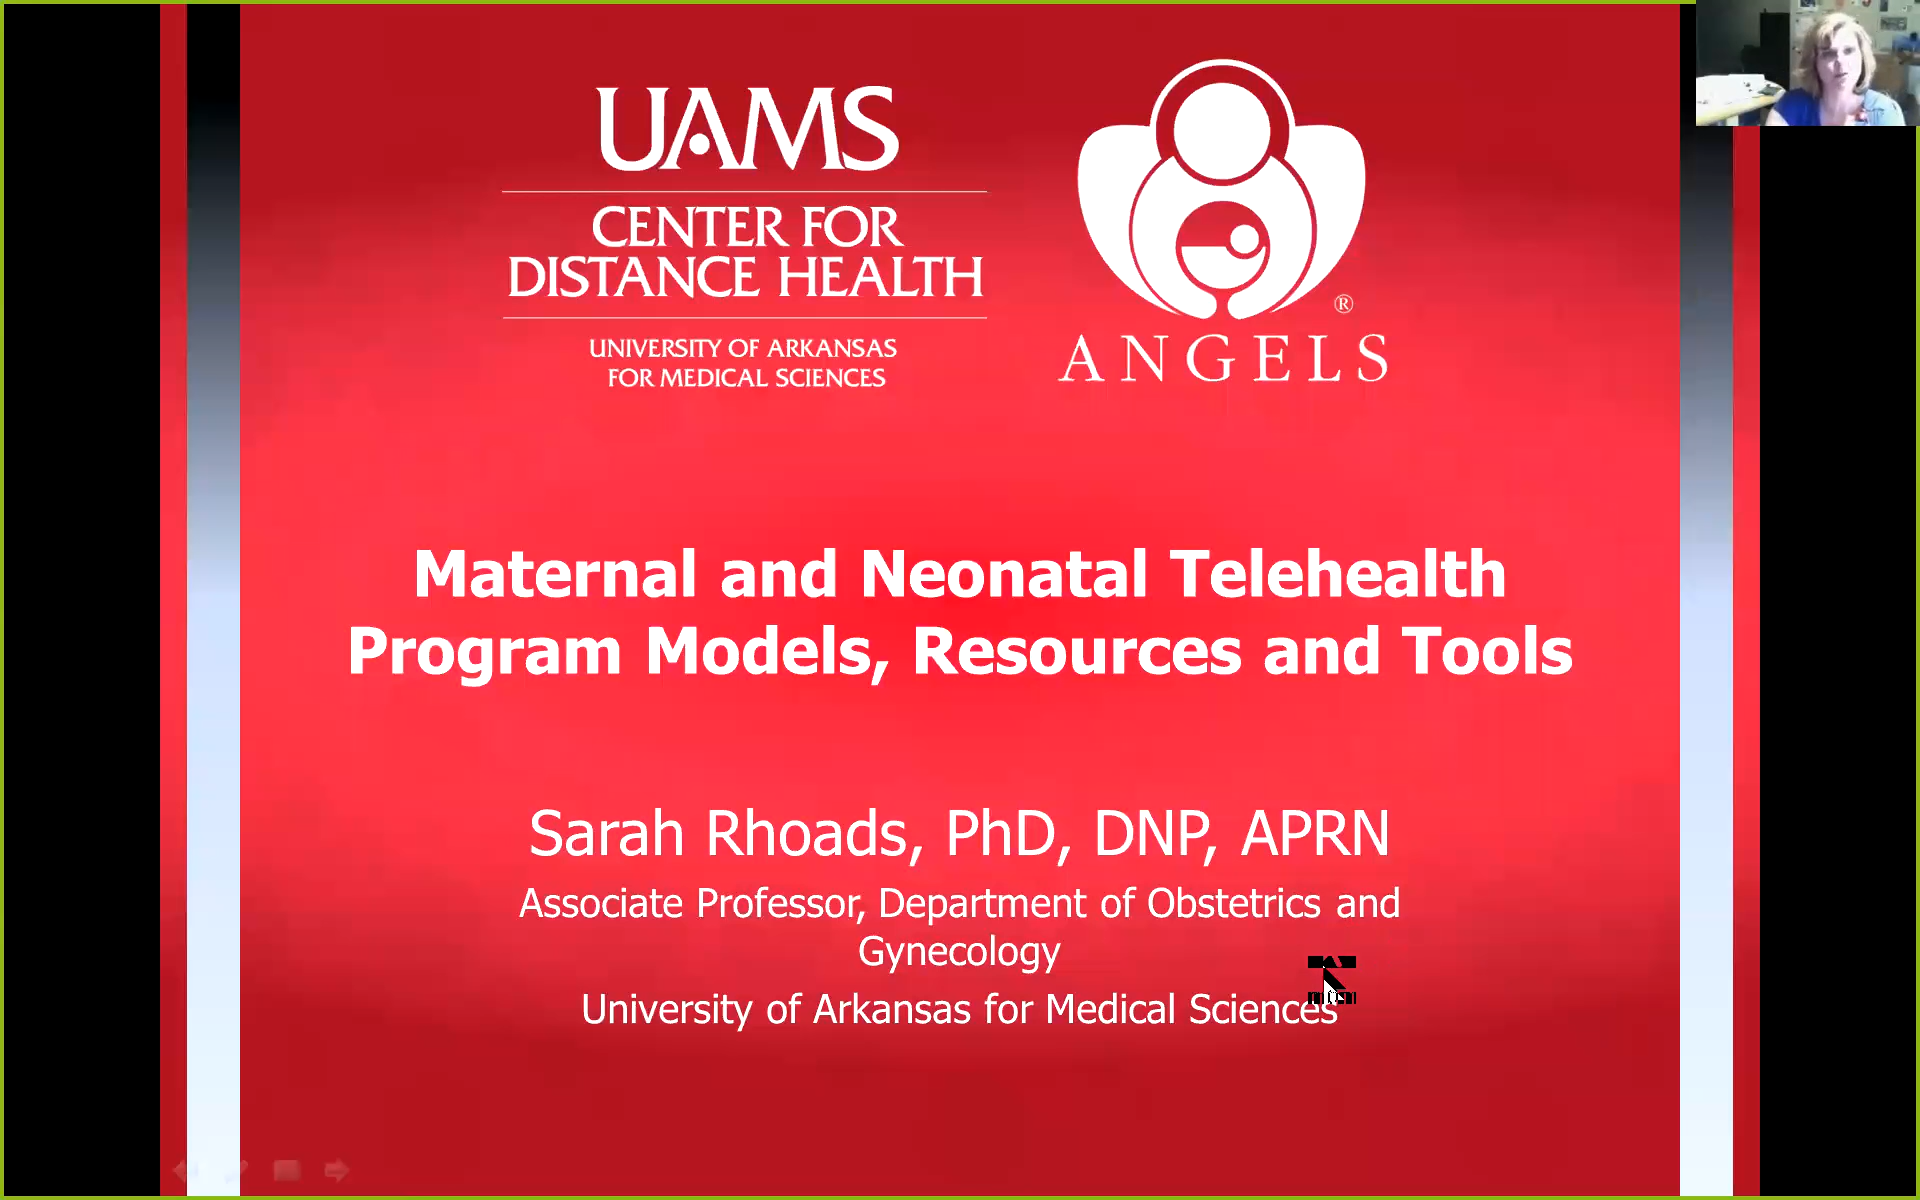 UAMS
CENTER FOR
DISTANCE HEALTH
UNIVERSITY OF ARKANSAS
FOR MEDICAL SCIENCES
®
ANGELS
Maternal and Neonatal Telehealth
Program Models, Resources and Tools
Sarah Rhoads, PhD, DNP, APRN
Associate Professor, Department of Obstetrics and
Gynecology
University of Arkansas for Medical Sciences